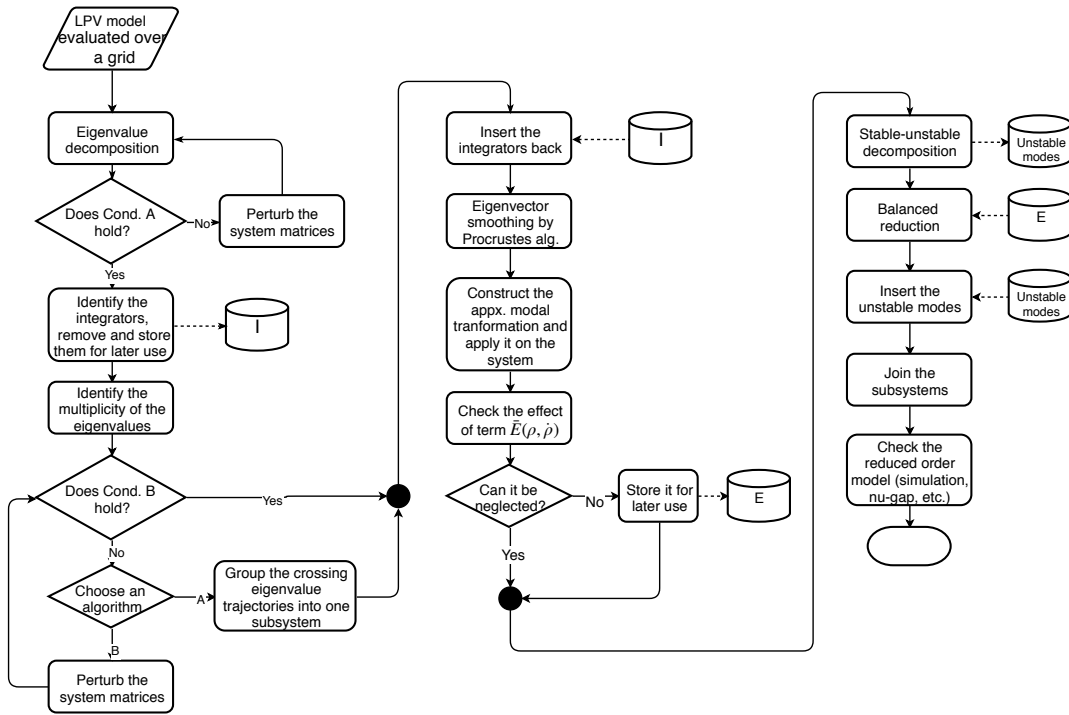 LPV model
evaluated over
a grid
Eigenvalue
decomposition
Does Cond. A
hold?
No
Perturb the
system matrices
Yes
Identify the
integrators,
remove and store
them for later use
I
Identify the
multiplicity of the
eigenvalues
Does Cond. B
hold?
Yes
No
Choose an
algorithm
A
Group the crossing
eigenvalue
trajectories into one
subsystem
B
Perturb the
system matrices
Insert the
integrators back
I
Eigenvector
smoothing by
Procrustes alg.
Construct the
appx. modal
tranformation and
apply it on the
system
Check the effect
of term Ē(ρ, ρ̇)
Can it be
neglected?
No
Store it for
later use
E
Yes
Stable-unstable
decomposition
Unstable
modes
Balanced
reduction
E
Insert the
unstable modes
Unstable
modes
Join the
subsystems
Check the
reduced order
model (simulation,
nu-gap, etc.)